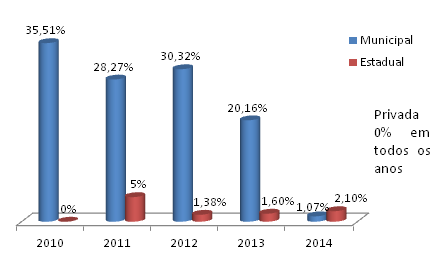 35,51%
28,27%
30,32%
20,16%
1,07%
0%
5%
1,38%
1,60%
2,10%
2010 2011 2012 2013 2014
Municipal
Estadual
Privada
0% em
todos os
anos